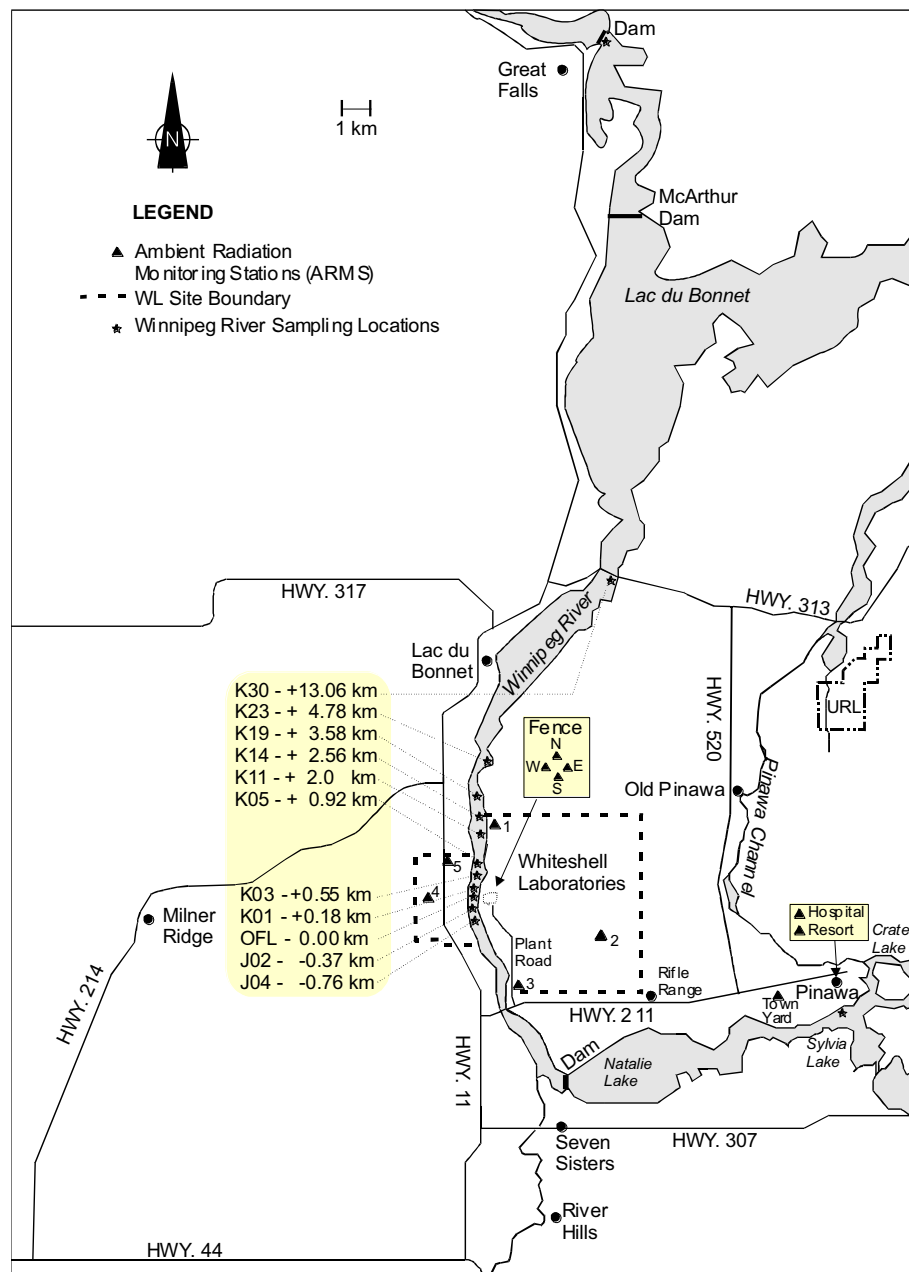 Dam
Great
Falls
N
1 km
McArthur
Dam
LEGEND
Ambient Radiation
Monitoring Stations (ARMS)
WL Site Boundary
Winnipeg River Sampling Locations
Lac du Bonnet
HWY. 317
HWY. 313
Winnipeg River
Lac du
Bonnet
K30 - +13.06 km
K23 - + 4.78 km
K19 - + 3.58 km
K14 - + 2.56 km
K11 - + 2.0 km
K05 - + 0.92 km
K03 - +0.55 km
K01 - +0.18 km
OFL - 0.00 km
J02 - -0.37 km
J04 - -0.76 km
Fence
N
W E
S
HWY. 520
URL
Old Pinawa
Pinawa Channel
1
5
4
Whiteshell
Laboratories
2
3
Plant
Road
Milner
Ridge
HWY. 214
Hospital
Resort
Crate
Lake
Rifle
Range
Pinawa
Town
Yard
HWY. 211
HWY. 11
Dam
Natalie
Lake
Sylvia
Lake
HWY. 307
Seven
Sisters
River
Hills
HWY. 44